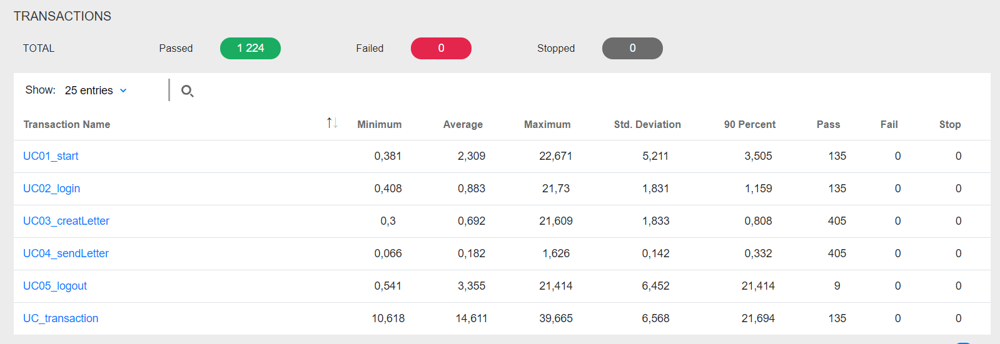 TRANSACTIONS
TOTAL Passed 1 224 Failed 0 Stopped 0
Show: 25 entries
Transaction Name Minimum Average Maximum Std. Deviation 90 Percent Pass Fail Stop
UC01_start 0,381 2,309 22,671 5,211 3,505 135 0 0
UC02_login 0,408 0,883 21,73 1,831 1,159 135 0 0
UC03_creatLetter 0,3 0,692 21,609 1,833 0,808 405 0 0
UC04_sendLetter 0,066 0,182 1,626 0,142 0,332 405 0 0
UC05_logout 0,541 3,355 21,414 6,452 21,414 9 0 0
UC_transaction 10,618 14,611 39,665 6,568 21,694 135 0 0